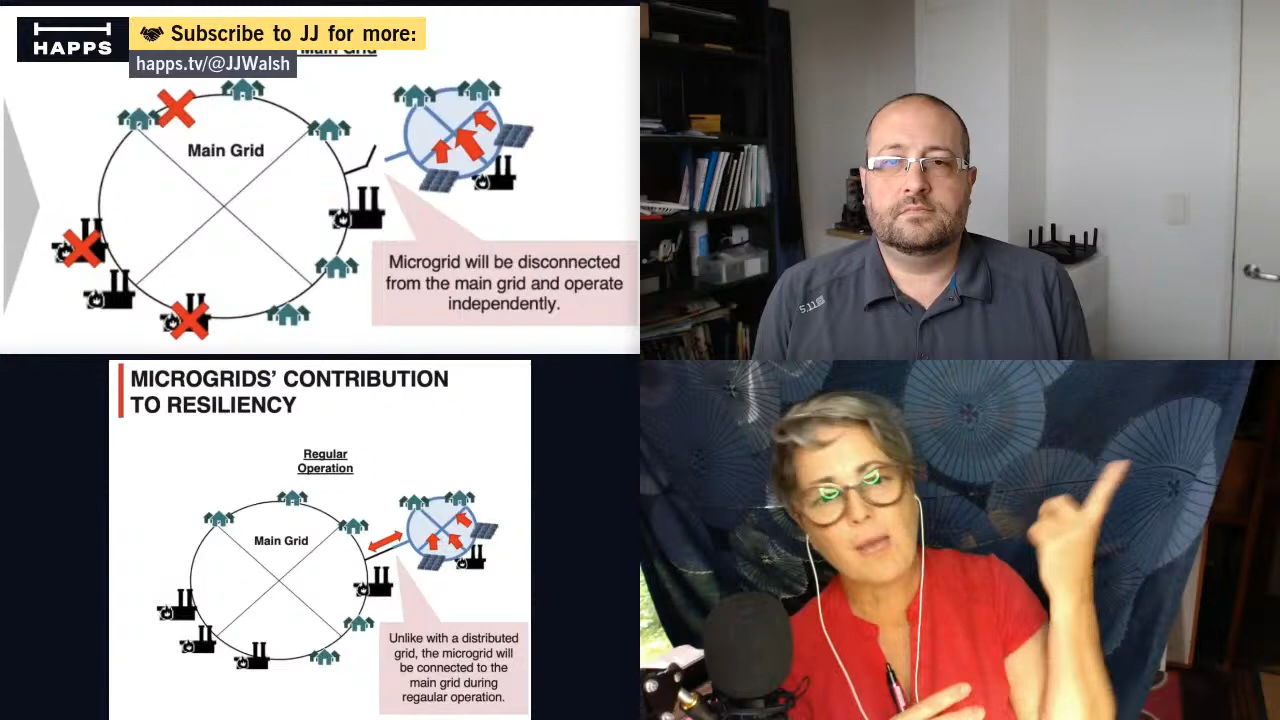 HAPPS
Subscribe to JJ for more:
happs.tv/@JJWalsh
Main Grid
Main Grid
Microgrid will be disconnected
from the main grid and operate
independently.
5.11
MICROGRIDS’ CONTRIBUTION
TO RESILIENCY
Regular
Operation
Main Grid
Unlike with a distributed
grid, the microgrid will
be connected to the
main grid during
regaular operation.